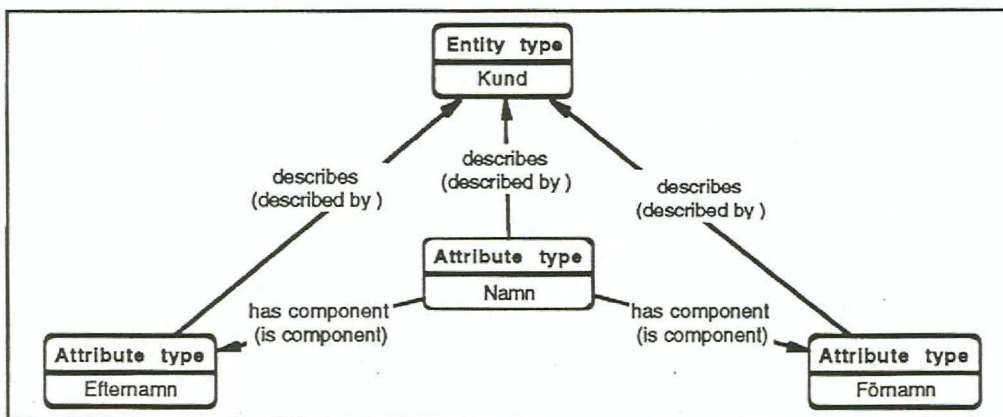 Entity type
Kund
describes
(described by )
describes
(described by )
describes
(described by )
Attribute type
Namn
has component
(is component)
has component
(is component)
Attribute type
Efternamn
Attribute type
Förnamn